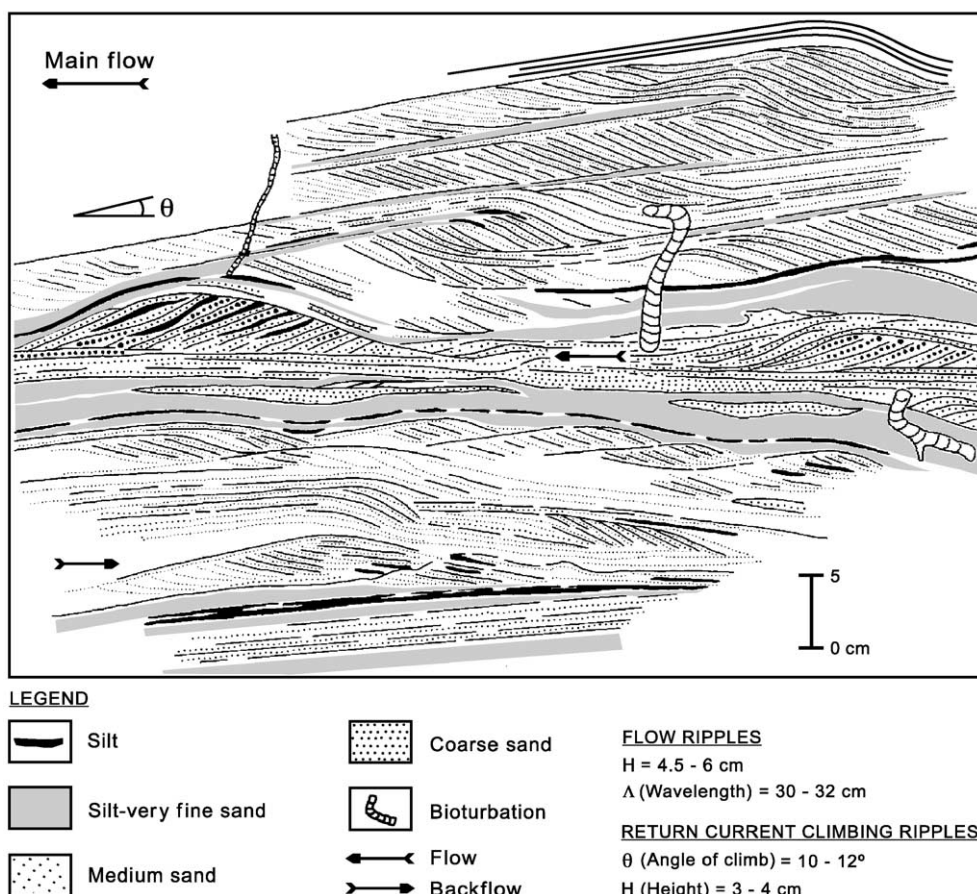 Main flow
θ
5
0 cm
LEGEND
Silt
Silt-very fine sand
Medium sand
Coarse sand
Bioturbation
Flow
Backflow
FLOW RIPPLES
H = 4.5 - 6 cm
Λ (Wavelength) = 30 - 32 cm
RETURN CURRENT CLIMBING RIPPLES
θ (Angle of climb) = 10 - 12º
H (Height) = 3 - 4 cm